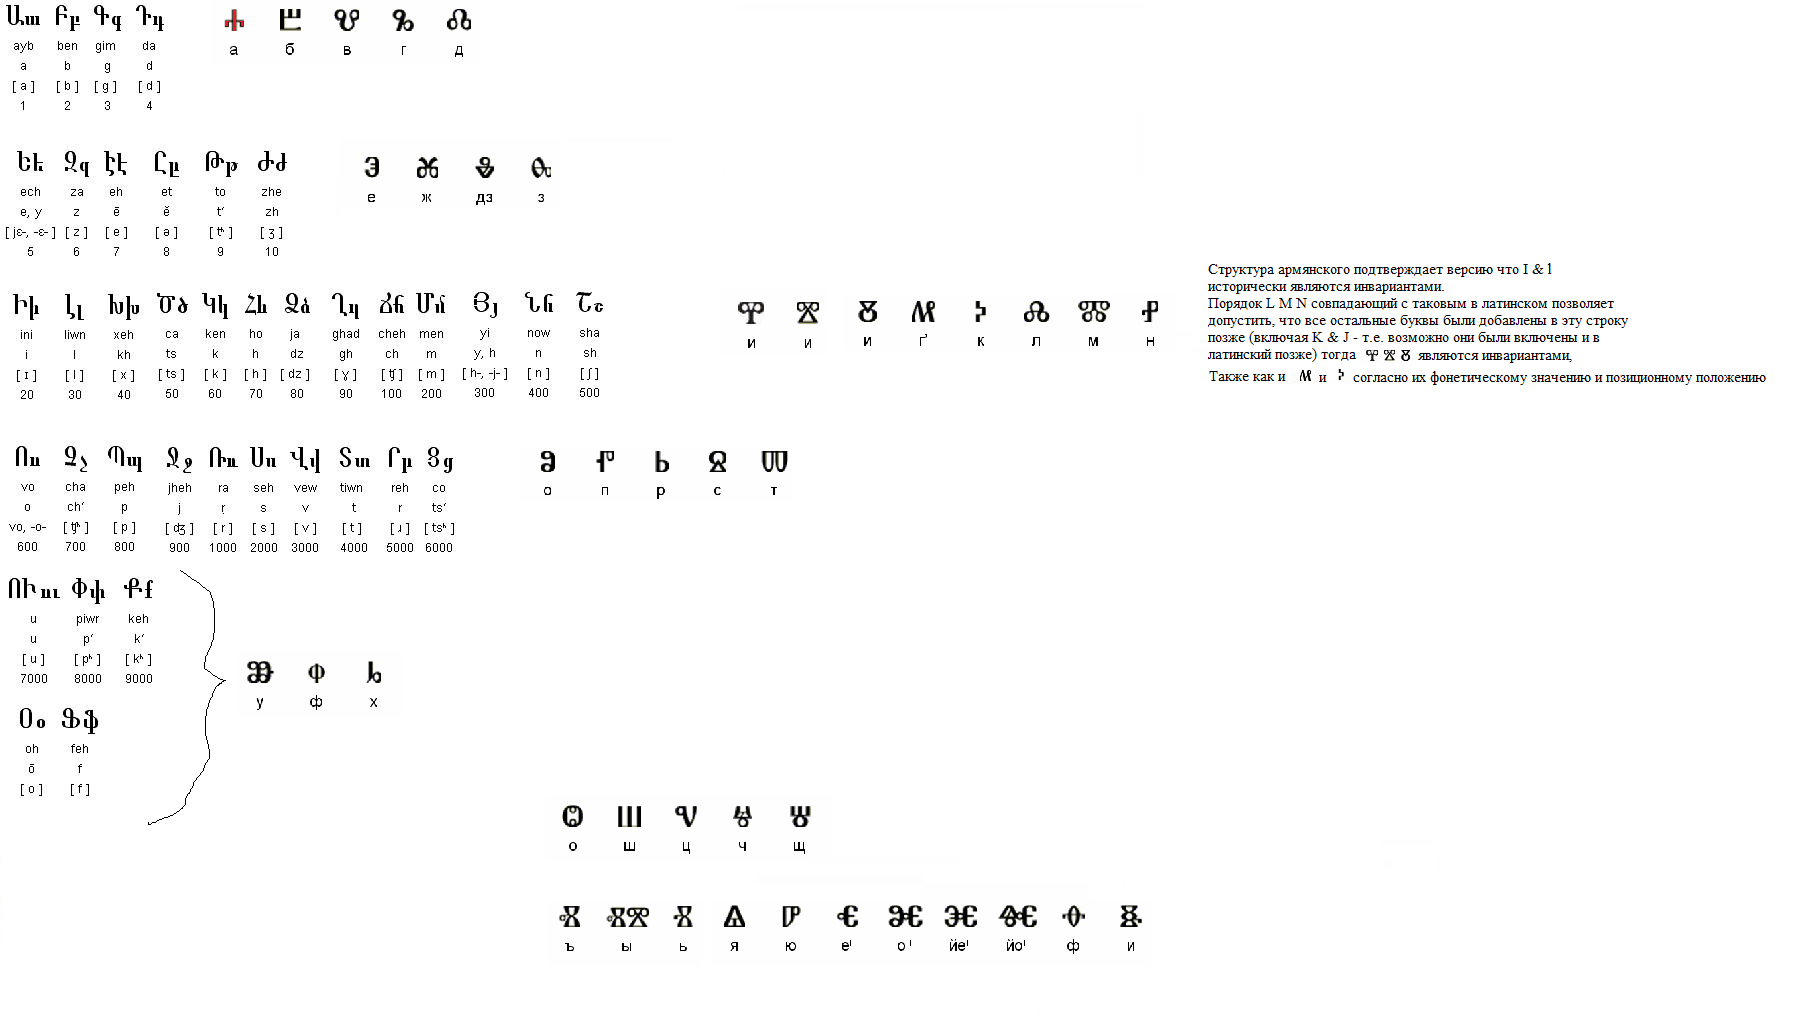 Աա Բբ Գգ Դդ Ⰰ Ⰱ Ⰲ Ⰳ Ⰴ
ayb ben gim da а б в г д
a b g d
[ a ] [ b ] [ g ] [ d ]
1 2 3 4
Եե Զզ Էէ Ըը Թթ Ժժ Ⰵ Ⰶ Ⰷ Ⰸ
ech za eh et to zhe е ж дз з
e, y z ē ě t‘ zh
[ jɛ-, -ɛ- ] [ z ] [ e ] [ ə ] [ tʰ ] [ ʒ ]
5 6 7 8 9 10
Իի Լլ Խխ Ծծ Կկ Հհ Ձձ Ղղ Ճճ Մմ Յյ Նն Շշ Ⰹ Ⰺ Ⰻ Ⰼ Ⰽ Ⰾ Ⰿ Ⱀ
ini liwn xeh ca ken ho ja ghad cheh men yi now sha и и и ґ к л м н
i l kh ts k h dz gh ch m y, h n sh
[ ɪ ] [ l ] [ x ] [ ts ] [ k ] [ h ] [ dz ] [ ɣ ] [ ʧ ] [ m ] [ h-, -j- ] [ n ] [ ʃ ]
20 30 40 50 60 70 80 90 100 200 300 400 500
Структура армянского подтверждает версию что I & l
исторически являются инвариантами.
Порядок L M N совпадающий с таковым в латинском позволяет
допустить, что все остальные буквы были добавлены в эту строку
позже (включая K & J - т.е. возможно они были включены и в
латинский позже) тогда Ⰹ Ⰺ Ⰻ являются инвариантами,
Также как и Ⰼ и Ⰽ согласно их фонетическому значению и позиционному положению
Ոո Չչ Պպ Ջջ Ռռ Սս Վվ Տտ Րր Ցց Ⱁ Ⱂ Ⱃ Ⱄ Ⱅ
vo cha peh jheh ra seh vew tiwn reh co о п р с т
o ch‘ p j ṛ s v t r ts‘
vo, -o- [ ʧʰ ] [ p ] [ ʤ ] [ r ] [ s ] [ v ] [ t ] [ ɹ ] [ tsʰ ]
600 700 800 900 1000 2000 3000 4000 5000 6000
ՈՒու Փփ Քք
u piwr keh
u p‘ k‘
[ u ] [ pʰ ] [ kʰ ]
7000 8000 9000
Ⱆ Ⱇ Ⱈ
у ф х
Օօ Ֆֆ
oh feh
ō f
[ o ] [ f ]
Ⱉ Ⱎ Ⱌ Ⱍ Ⱋ
о ш ц ч щ
Ⱏ ⰟⰊ Ⱐ Ⱑ Ⱓ Ⱔ Ⱘ Ⱗ Ⱙ Ⱚ Ⱛ
ъ ы ь я ю еˡ оˡ йеˡ йоˡ ф и